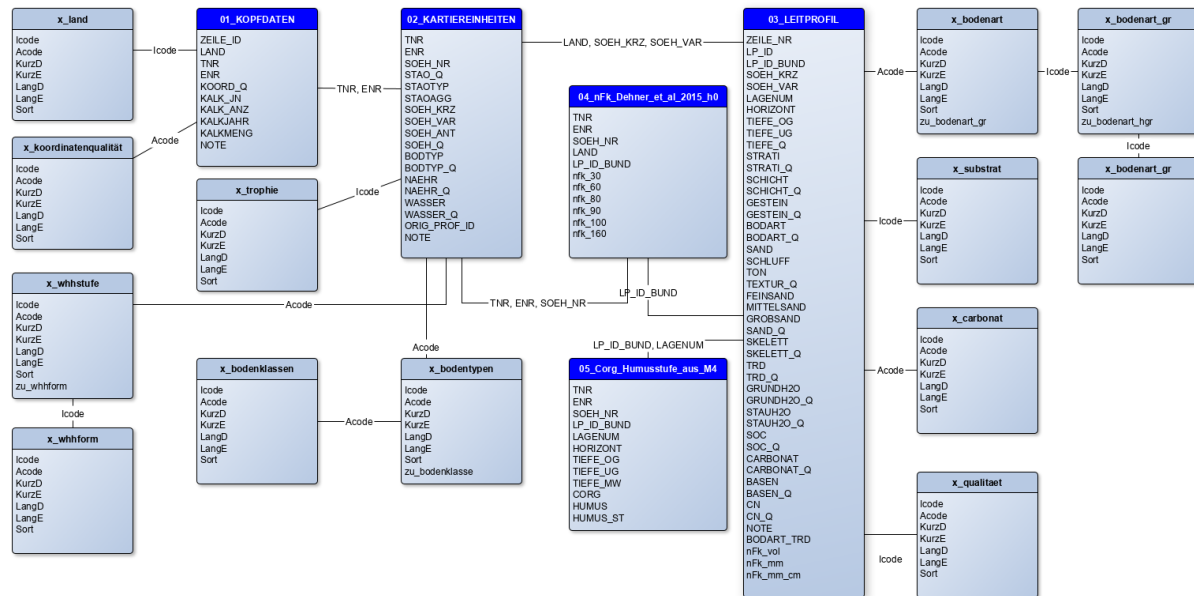 x_land
Icode
Acode
KurzD
KurzE
LangD
LangE
Sort
Icode
01_KOPFDATEN
ZEILE_ID
LAND
TNR
ENR
KOORD_Q
KALK_JN
KALK_ANZ
KALKJAHR
KALKMENG
NOTE
TNR, ENR
02_KARTIEREINHEITEN
TNR
ENR
SOEH_NR
STAO_Q
STAOTYP
STAOAGG
SOEH_KRZ
SOEH_VAR
SOEH_ANT
SOEH_Q
BODTYP
BODTYP_Q
NAEHR
NAEHR_Q
WASSER
WASSER_Q
ORIG_PROF_ID
NOTE
LAND, SOEH_KRZ, SOEH_VAR
04_nFk_Dehner_et_al_2015_h0
TNR
ENR
SOEH_NR
LAND
LP_ID_BUND
nfk_30
nfk_60
nfk_80
nfk_90
nfk_100
nfk_160
03_LEITPROFIL
ZEILE_NR
LP_ID
LP_ID_BUND
SOEH_KRZ
SOEH_VAR
LAGENUM
HORIZONT
TIEFE_OG
TIEFE_UG
TIEFE_Q
STRATI
STRATI_Q
SCHICHT
SCHICHT_Q
GESTEIN
GESTEIN_Q
BODART
BODART_Q
SAND
SCHLUFF
TON
TEXTUR_Q
FEINSAND
MITTELSAND
GROBSAND
SAND_Q
SKELETT
SKELETT_Q
TRD
TRD_Q
GRUNDH2O
GRUNDH2O_Q
STAUH2O
STAUH2O_Q
SOC
SOC_Q
CARBONAT
CARBONAT_Q
BASEN
BASEN_Q
CN
CN_Q
NOTE
BODART_TRD
nFk_vol
nFk_mm
nFk_mm_cm
Acode
x_bodenart
Icode
Acode
KurzD
KurzE
LangD
LangE
Sort
zu_bodenart_gr
Icode
x_bodenart_gr
Icode
Acode
KurzD
KurzE
LangD
LangE
Sort
zu_bodenart_hgr
Icode
x_bodenart_gr
Icode
Acode
KurzD
KurzE
LangD
LangE
Sort
x_koordinatenqualität
Icode
Acode
KurzD
KurzE
LangD
LangE
Sort
Acode
x_trophie
Icode
Acode
KurzD
KurzE
LangD
LangE
Sort
Icode
x_substrat
Icode
Acode
KurzD
KurzE
LangD
LangE
Sort
Icode
x_whhstufe
Icode
Acode
KurzD
KurzE
LangD
LangE
Sort
zu_whhform
Acode
Icode
TNR, ENR, SOEH_NR
LP_ID_BUND
LP_ID_BUND, LAGENUM
x_carbonat
Icode
Acode
KurzD
KurzE
LangD
LangE
Sort
Acode
x_whhform
Icode
Acode
KurzD
KurzE
LangD
LangE
Sort
x_bodenklassen
Icode
Acode
KurzD
KurzE
LangD
LangE
Sort
Acode
Acode
x_bodentypen
Icode
Acode
KurzD
KurzE
LangD
LangE
Sort
zu_bodenklasse
05_Corg_Humusstufe_aus_M4
TNR
ENR
SOEH_NR
LP_ID_BUND
LAGENUM
HORIZONT
TIEFE_OG
TIEFE_UG
TIEFE_MW
CORG
HUMUS
HUMUS_ST
x_qualitaet
Icode
Acode
KurzD
KurzE
LangD
LangE
Sort
Icode